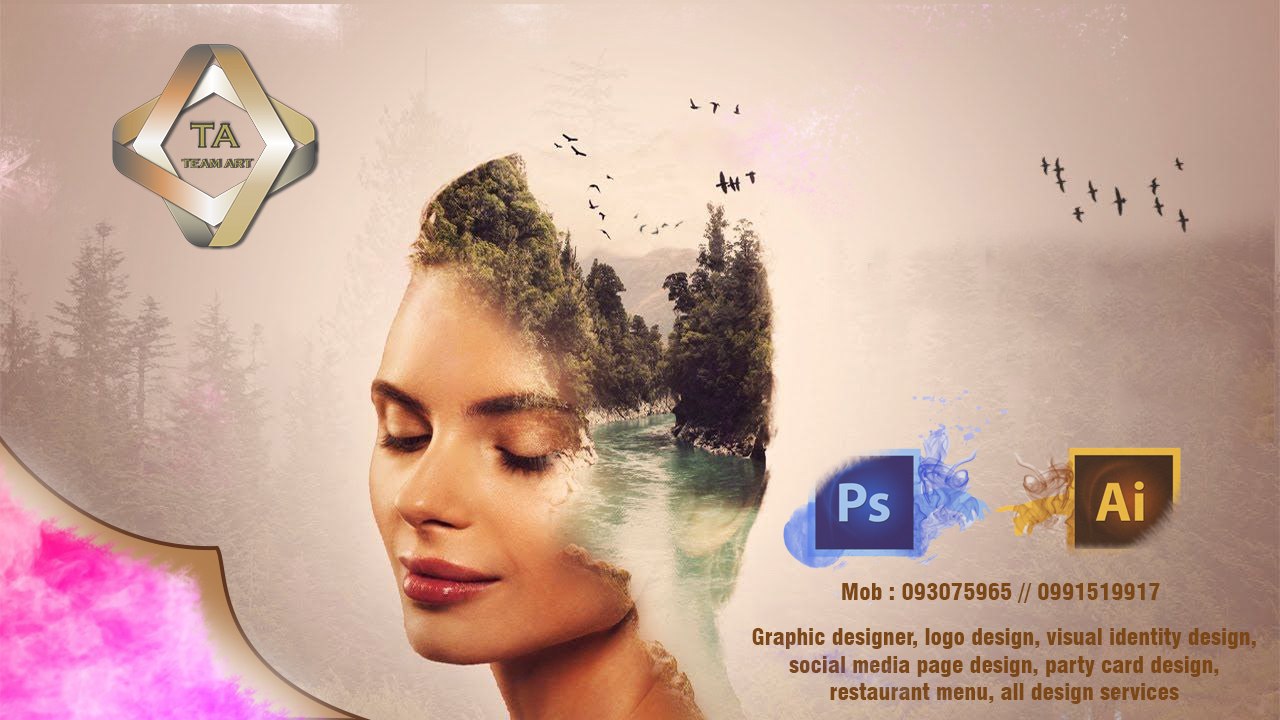 TA
TEAM ART
Ps
Ai
Mob : 093075965 // 0991519917
Graphic designer, logo design, visual identity design,
social media page design, party card design,
restaurant menu, all design services